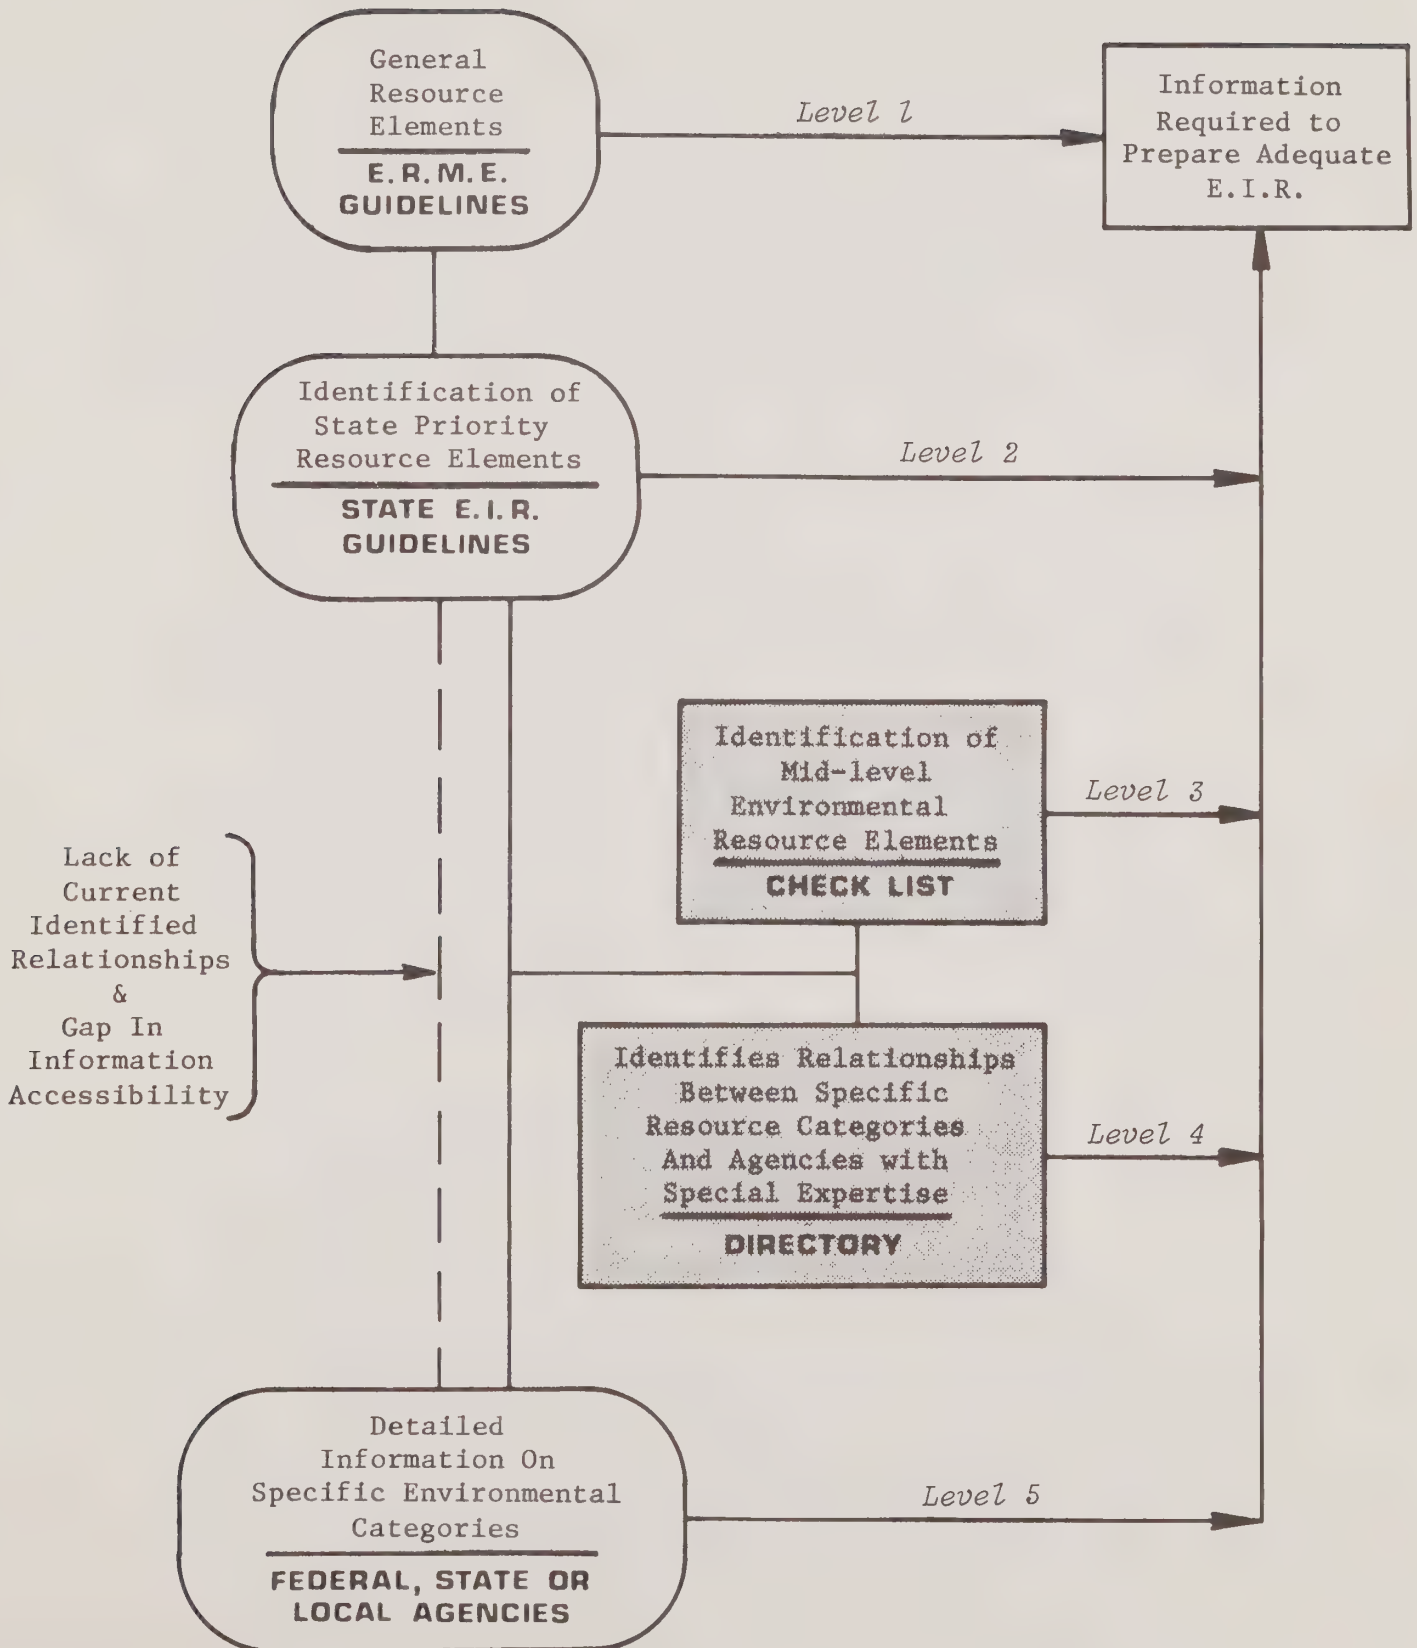 General
Resource
Elements
E.R.M.E.
GUIDELINES
Level l
Information
Required to
Prepare Adequate
E.I.R.
Identification of
State Priority
Resource Elements
STATE E.I.R.
GUIDELINES
Level 2
Identification of
Mid-level
Environmental
Resource Elements
CHECK LIST
Level 3
Lack of
Current
Identified
Relationships
&
Gap In
Information
Accessibility
Identifies Relationships
Between Specific
Resource Categories
And Agencies with
Special Expertise
DIRECTORY
Level 4
Detailed
Information On
Specific Environmental
Categories
FEDERAL, STATE OR
LOCAL AGENCIES
Level 5